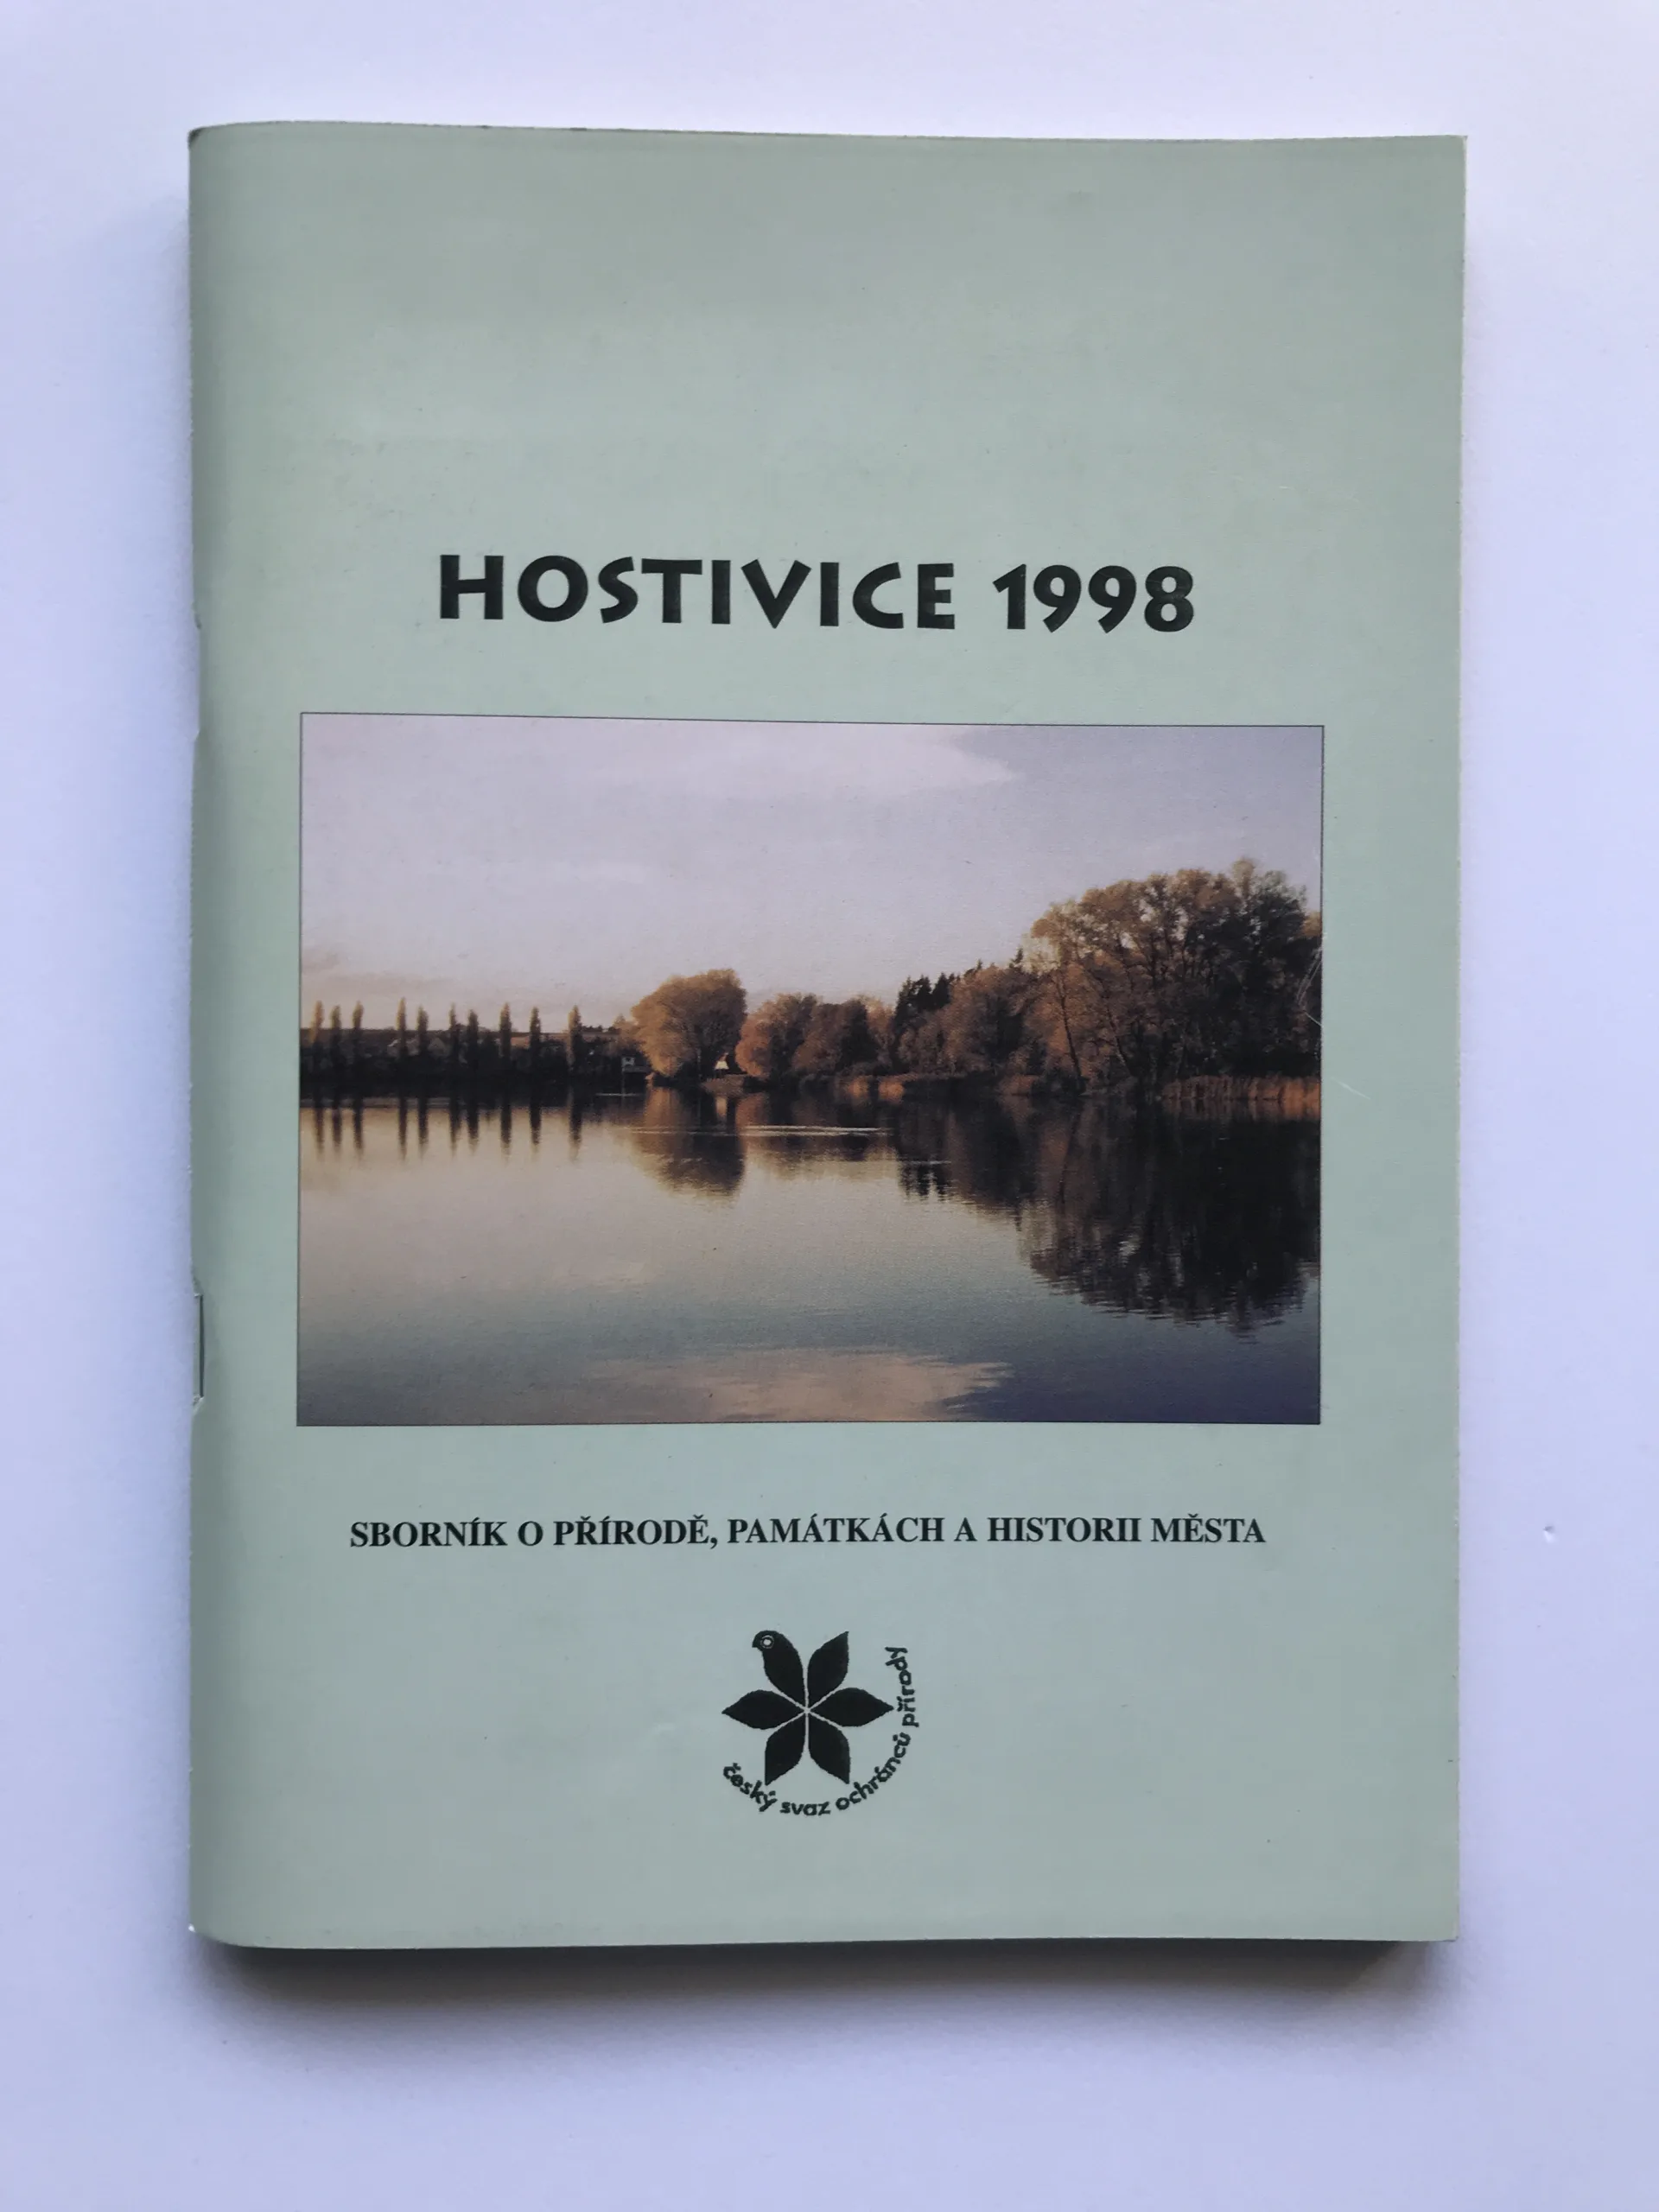 HOSTIVICE 1998
SBORNÍK O PŘÍRODĚ, PAMÁTKÁCH A HISTORII MĚSTA
český svaz ochránců přírody